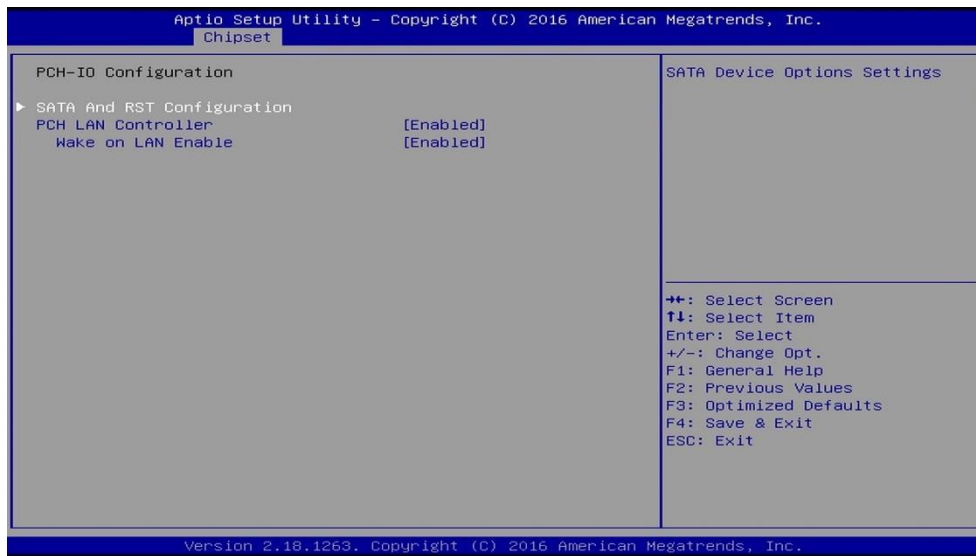 Aptio Setup Utility – Copyright (C) 2016 American Megatrends, Inc.
Chipset
PCH-IO Configuration
► SATA And RST Configuration
PCH LAN Controller [Enabled]
Wake on LAN Enable [Enabled]
SATA Device Options Settings
→←: Select Screen
↑↓: Select Item
Enter: Select
+/-: Change Opt.
F1: General Help
F2: Previous Values
F3: Optimized Defaults
F4: Save & Exit
ESC: Exit
Version 2.18.1263. Copyright (C) 2016 American Megatrends, Inc.